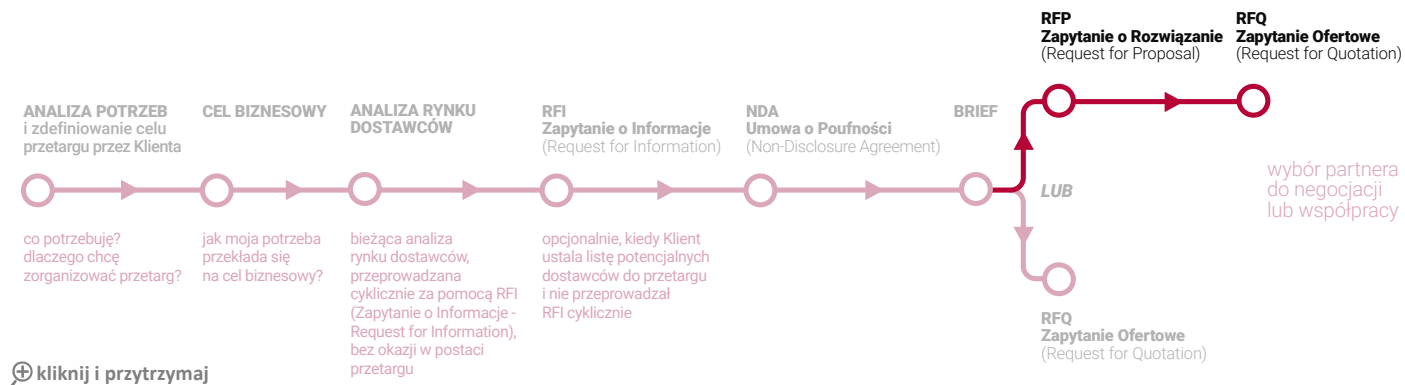 RFP
Zapytanie o Rozwiązanie
(Request for Proposal)
RFQ
Zapytanie Ofertowe
(Request for Quotation)
ANALIZA POTRZEB
i zdefiniowanie celu
przetargu przez Klienta
CEL BIZNESOWY
ANALIZA RYNKU
DOSTAWCÓW
RFI
Zapytanie o Informacje
(Request for Information)
NDA
Umowa o Poufności
(Non-Disclosure Agreement)
BRIEF
LUB
wybór partnera
do negocjacji
lub współpracy
co potrzebuję?
dlaczego chcę
zorganizować przetarg?
jak moja potrzeba
przekłada się
na cel biznesowy?
bieżąca analiza
rynku dostawców,
przeprowadzana
cyklicznie za pomocą RFI
(Zapytanie o Informacje -
Request for Information),
bez okazji w postaci
przetargu
opcjonalnie, kiedy Klient
ustala listę potencjalnych
dostawców do przetargu
i nie przeprowadzał
RFI cyklicznie
RFQ
Zapytanie Ofertowe
(Request for Quotation)
kliknij i przytrzymaj